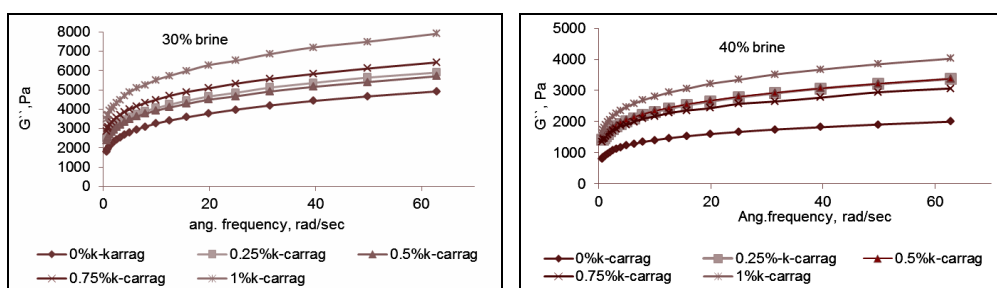 30% brine
G`` ,Pa
8000
7000
6000
5000
4000
3000
2000
1000
0
0 20 40 60
ang. frequency, rad/sec
0%k-karrag 0.25%k-carrag 0.5%k-carrag
0.75%k-carrag 1%k-carrag
40% brine
G`` , Pa
5000
4000
3000
2000
1000
0
0 20 40 60
Ang.frequency, rad/sec
0%k-carrag 0.25%-k-carrag 0.5%k-carrag
0.75%k-carrag 1%k-carrag